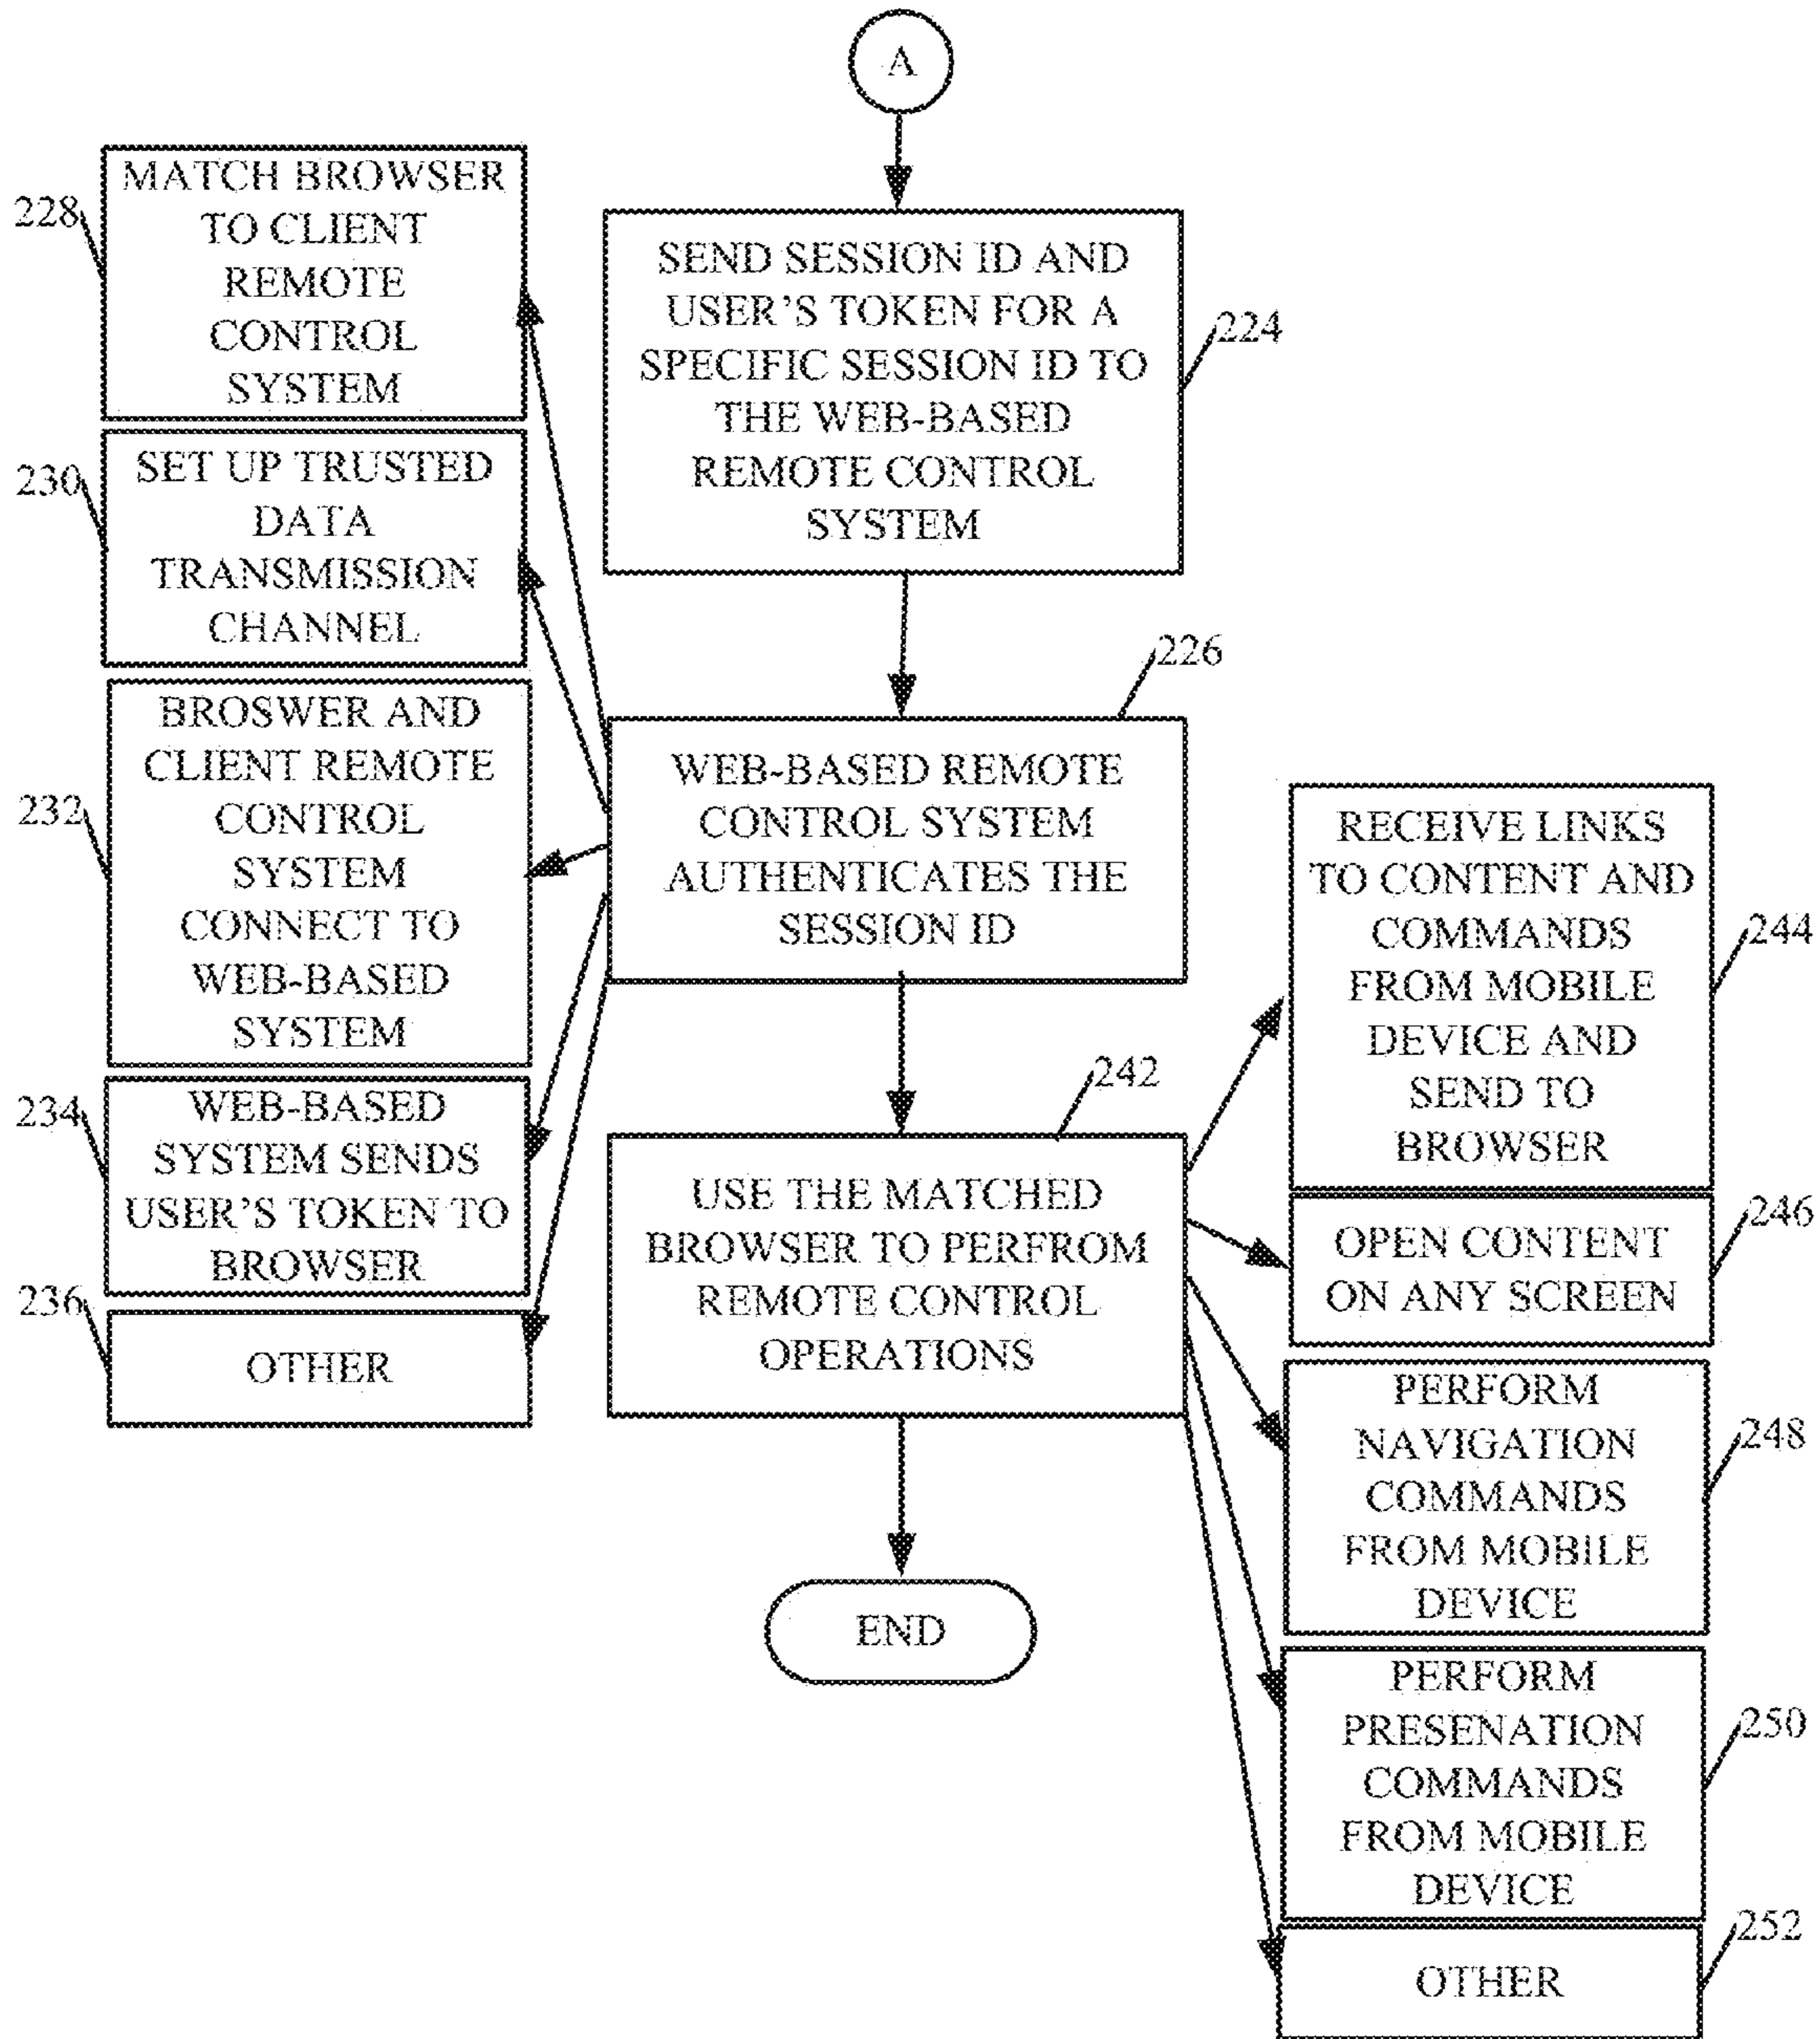 A
228
MATCH BROWSER
TO CLIENT
REMOTE
CONTROL
SYSTEM
SEND SESSION ID AND
USER'S TOKEN FOR A
SPECIFIC SESSION ID TO
THE WEB-BASED
REMOTE CONTROL
SYSTEM
224
230
SET UP TRUSTED
DATA
TRANSMISSION
CHANNEL
226
WEB-BASED REMOTE
CONTROL SYSTEM
AUTHENTICATES THE
SESSION ID
232
BROSWER AND
CLIENT REMOTE
CONTROL
SYSTEM
CONNECT TO
WEB-BASED
SYSTEM
234
WEB-BASED
SYSTEM SENDS
USER'S TOKEN TO
BROWSER
236
OTHER
242
USE THE MATCHED
BROWSER TO PERFROM
REMOTE CONTROL
OPERATIONS
RECEIVE LINKS
TO CONTENT AND
COMMANDS
FROM MOBILE
DEVICE AND
SEND TO
BROWSER
244
OPEN CONTENT
ON ANY SCREEN
246
PERFORM
NAVIGATION
COMMANDS
FROM MOBILE
DEVICE
248
END
PERFORM
PRESENATION
COMMANDS
FROM MOBILE
DEVICE
250
OTHER
252